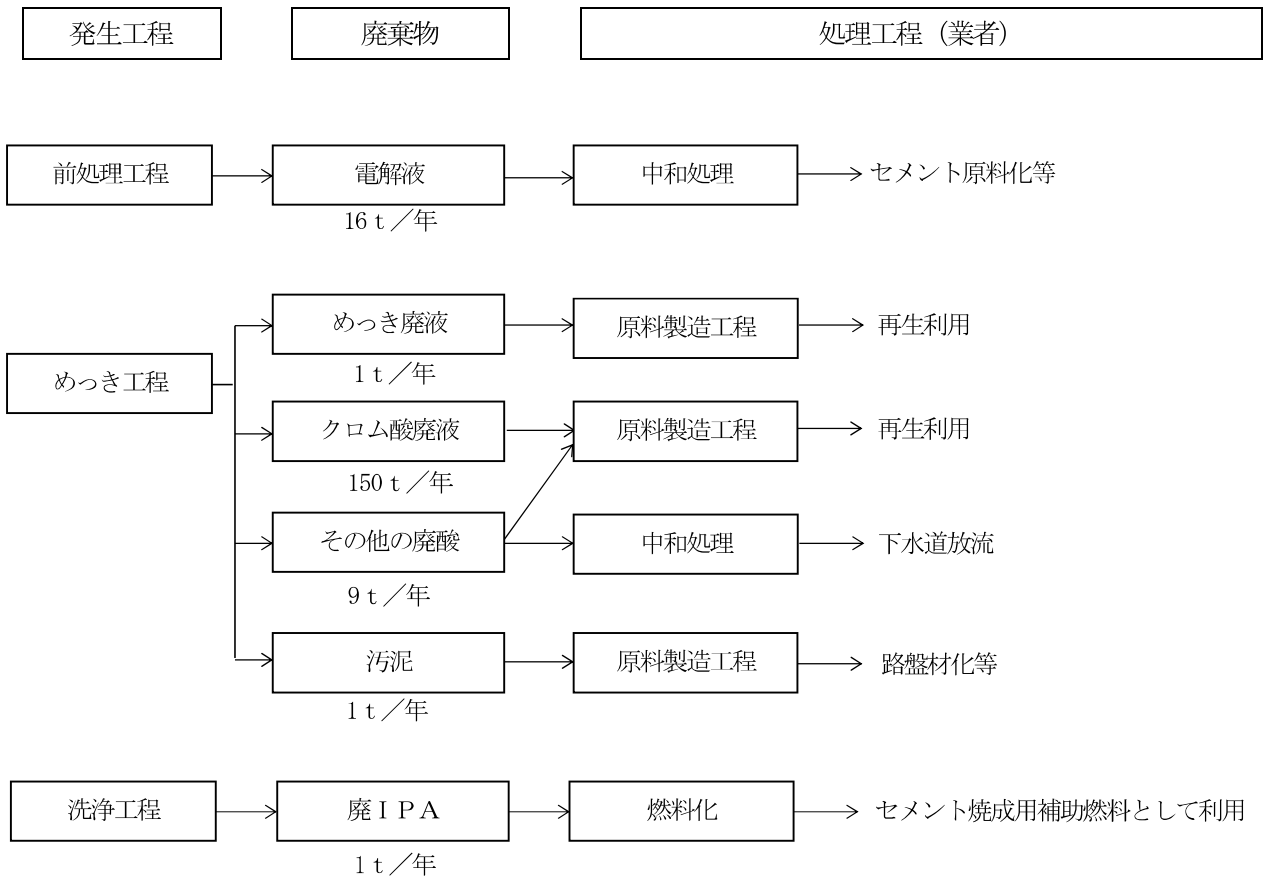 発生工程
廃棄物
処理工程（業者）
前処理工程
電解液
中和処理
セメント原料化等
16ｔ／年
めっき廃液
原料製造工程
再生利用
めっき工程
1ｔ／年
クロム酸廃液
原料製造工程
再生利用
150ｔ／年
その他の廃酸
中和処理
下水道放流
9ｔ／年
汚泥
原料製造工程
路盤材化等
1ｔ／年
洗浄工程
廃ＩＰＡ
燃料化
セメント焼成用補助燃料として利用
1ｔ／年